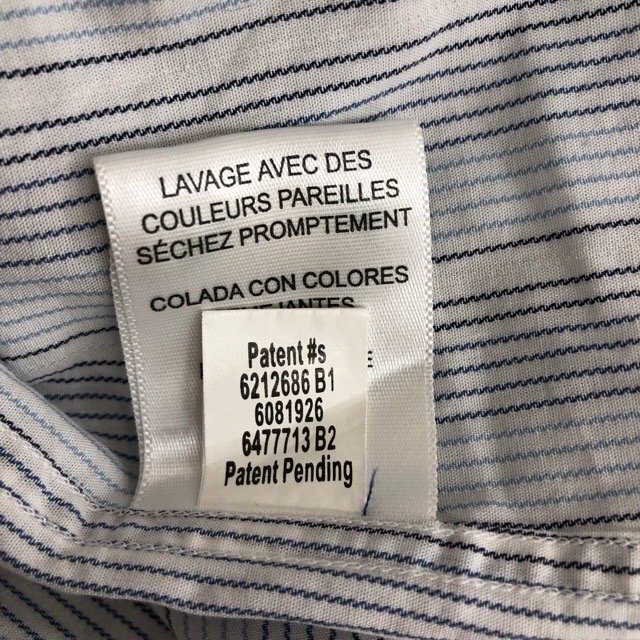 LAVAGE AVEC DES
COULEURS PAREILLES
SÉCHEZ PROMPTEMENT
COLADA CON COLORES
Patent #s
6212686 B1
6081926
6477713 B2
Patent Pending